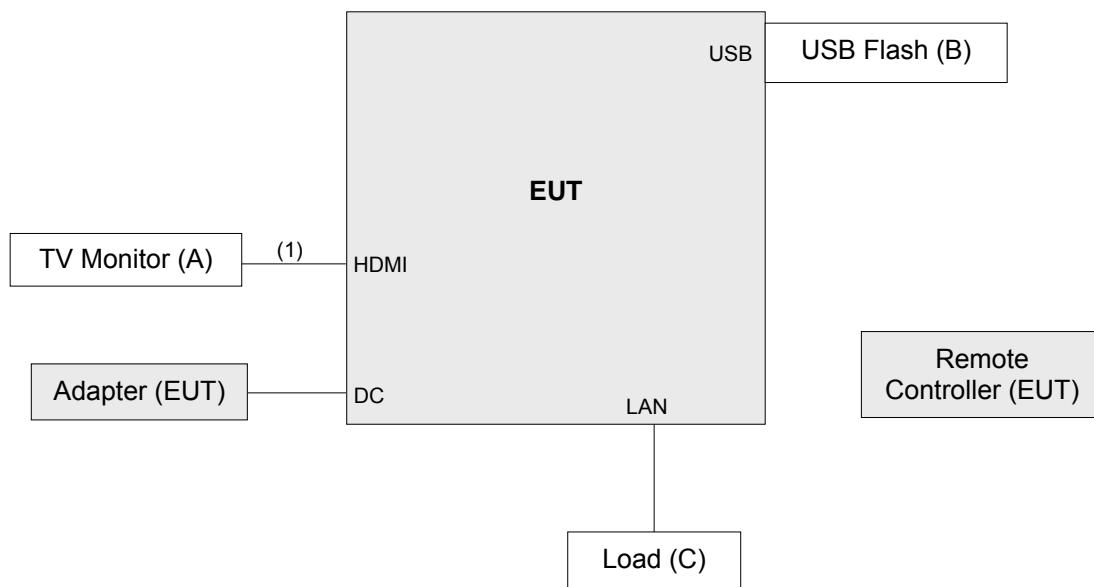 USB
USB Flash (B)
EUT
TV Monitor (A)
(1)
HDMI
Adapter (EUT)
DC
LAN
Remote
Controller (EUT)
Load (C)